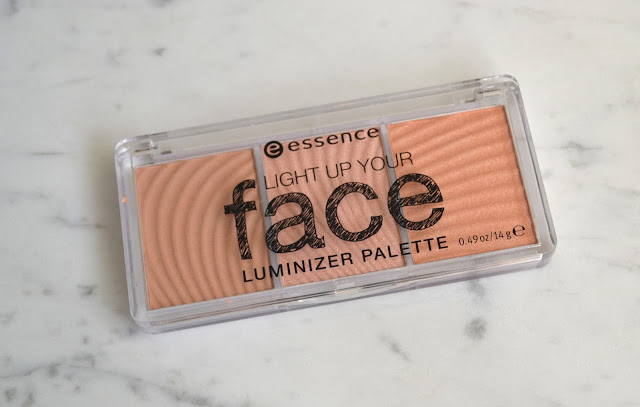 essence
LIGHT UP YOUR
face
LUMINIZER PALETTE
0.49 oz/14 g ℮